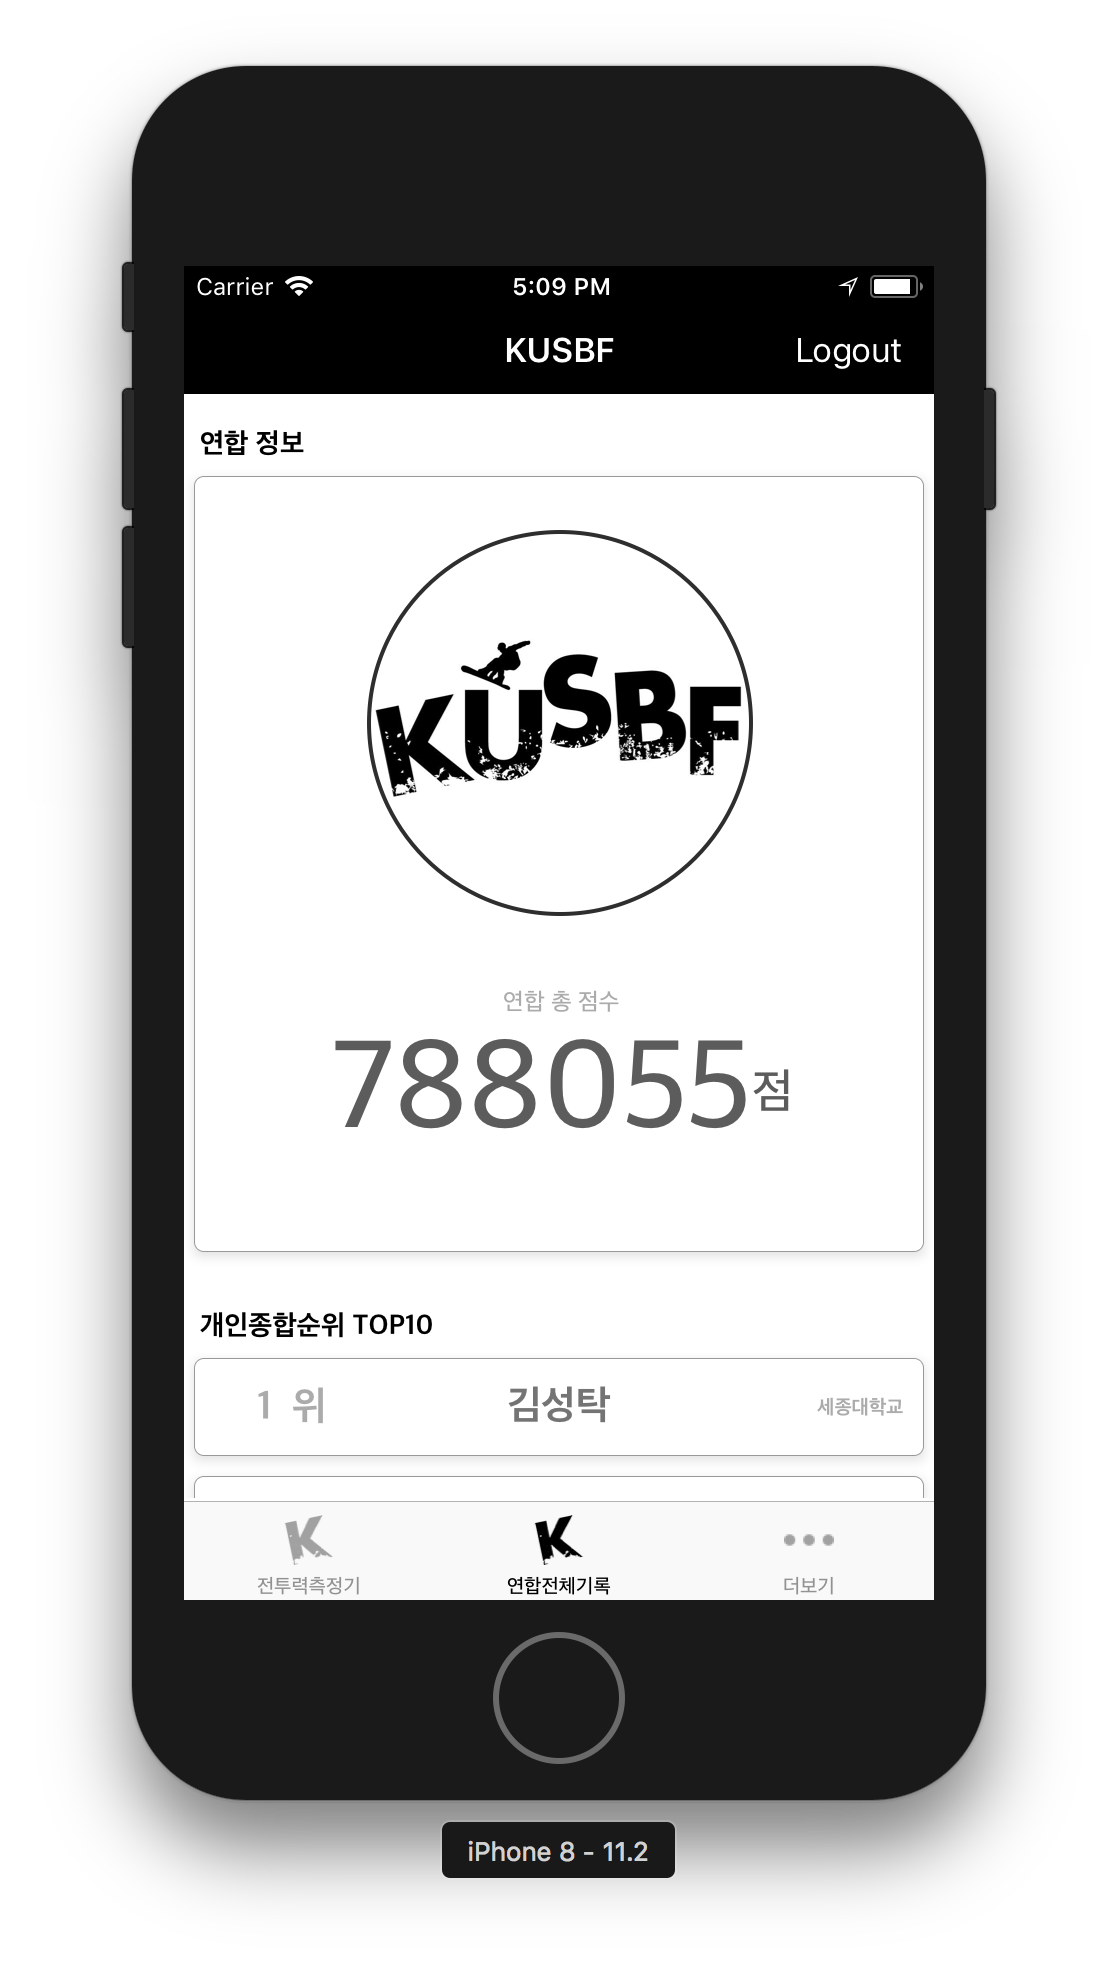 Carrier 5:09 PM
KUSBF Logout
연합 정보
KUSBF
연합 총 점수
788055점
개인종합순위 TOP10
1 위 김성탁 세종대학교
K K
전투력측정기 연합전체기록 더보기
iPhone 8 - 11.2